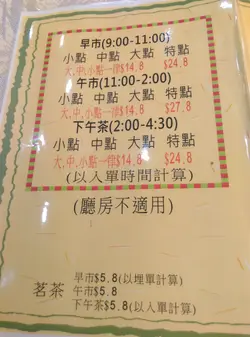 早市(9:00-11:00)
小點 中點 大點 特點
大,中,小點一律$14.8 $24.8
午市(11:00-2:00)
小點 中點 大點 特點
大,中,小點一律$14.8 $27.8
下午茶(2:00-4:30)
小點 中點 大點 特點
大,中,小點一律$14.8 $24.8
(以入單時間計算)
(廳房不適用)
茗茶
早市$5.8(以埋單計算)
午市$5.8
下午茶$5.8(以入單計算)